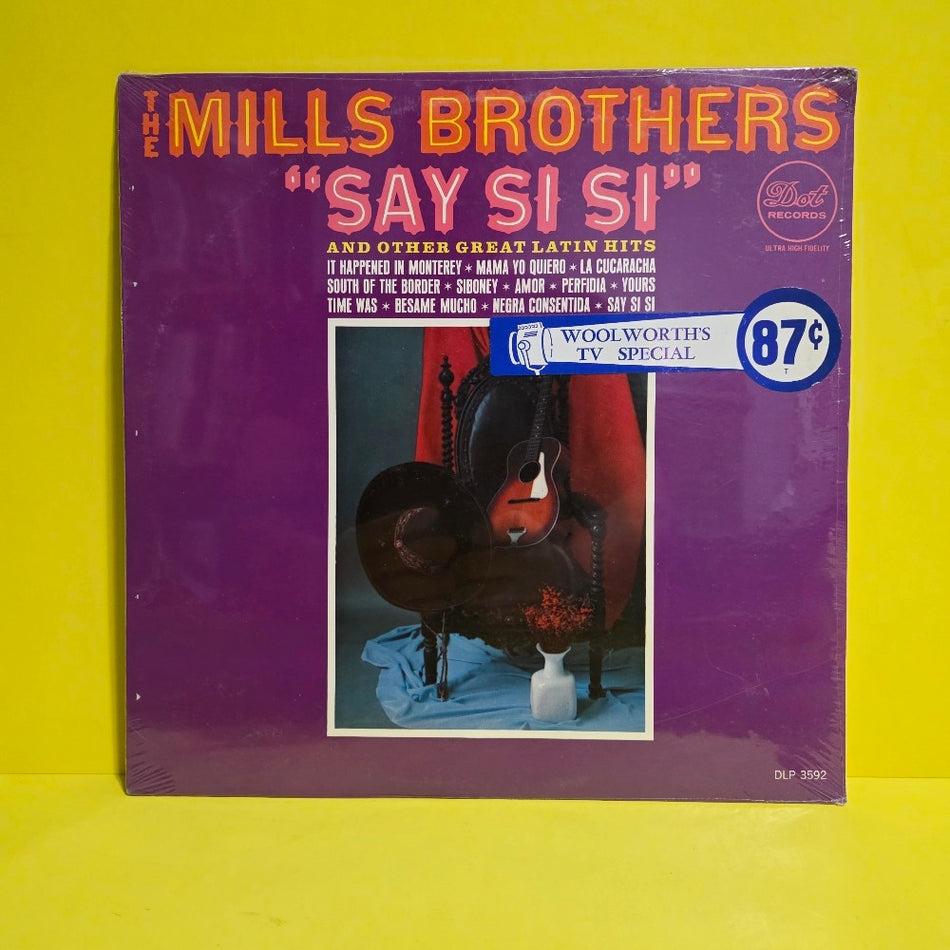 THE MILLS BROTHERS
“SAY SI SI”
Dot
RECORDS
ULTRA HIGH-FIDELITY
AND OTHER GREAT LATIN HITS
IT HAPPENED IN MONTEREY * MAMA YO QUIERO * LA CUCARACHA
SOUTH OF THE BORDER * SIBONEY * AMOR * PERFIDIA * YOURS
TIME WAS * BESAME MUCHO * NEGRA CONSENTIDA * SAY SI SI
WOOLWORTH'S
TV SPECIAL
87¢
T
DLP 3592